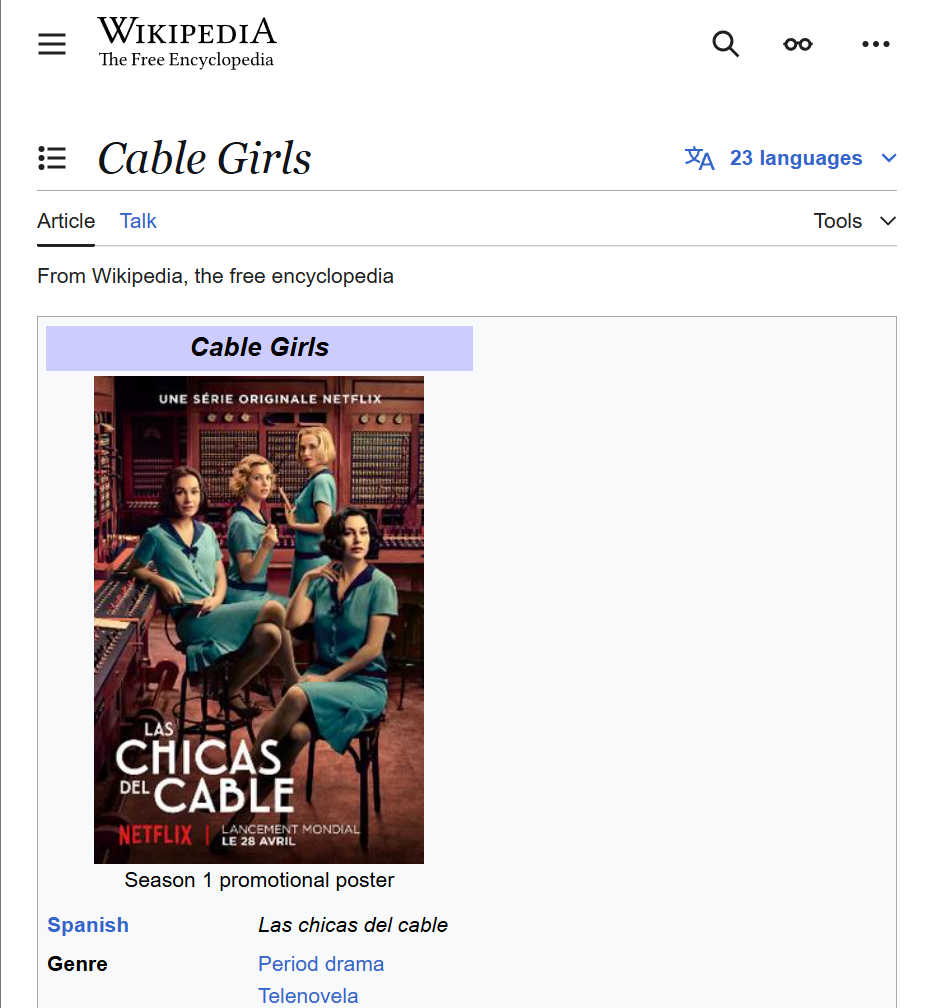 WIKIPEDIA
The Free Encyclopedia
Cable Girls
23 languages
Article Talk Tools
From Wikipedia, the free encyclopedia
Cable Girls
UNE SÉRIE ORIGINALE NETFLIX
LAS
CHICAS
DEL CABLE
NETFLIX | LANCEMENT MONDIAL
LE 28 AVRIL
Season 1 promotional poster
Spanish Las chicas del cable
Genre Period drama
Telenovela